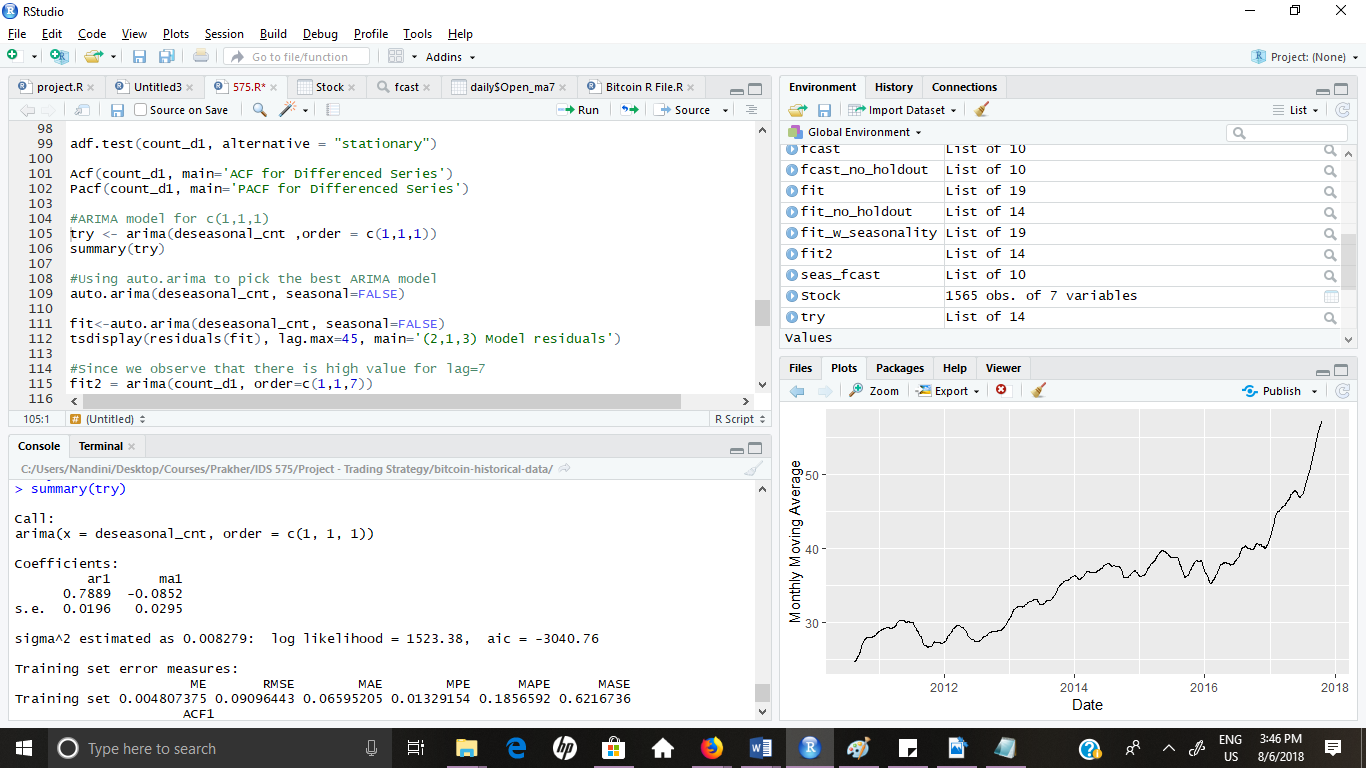 RStudio
File Edit Code View Plots Session Build Debug Profile Tools Help
Go to file/function Addins Project: (None)
project.R Untitled3 575.R* Stock fcast daily$Open_ma7 Bitcoin R File.R
Source on Save Run Source
98
99 adf.test(count_d1, alternative = "stationary")
100
101 Acf(count_d1, main='ACF for Differenced Series')
102 Pacf(count_d1, main='PACF for Differenced Series')
103
104 #ARIMA model for c(1,1,1)
105 try <- arima(deseasonal_cnt ,order = c(1,1,1))
106 summary(try)
107
108 #Using auto.arima to pick the best ARIMA model
109 auto.arima(deseasonal_cnt, seasonal=FALSE)
110
111 fit<-auto.arima(deseasonal_cnt, seasonal=FALSE)
112 tsdisplay(residuals(fit), lag.max=45, main='(2,1,3) Model residuals')
113
114 #Since we observe that there is high value for lag=7
115 fit2 = arima(count_d1, order=c(1,1,7))
116
105:1 # (Untitled) R Script
Console Terminal
C:/Users/Nandini/Desktop/Courses/Prakher/IDS 575/Project - Trading Strategy/bitcoin-historical-data/
> summary(try)
Call:
arima(x = deseasonal_cnt, order = c(1, 1, 1))
Coefficients:
ar1 ma1
0.7889 -0.0852
s.e. 0.0196 0.0295
sigma^2 estimated as 0.008279: log likelihood = 1523.38, aic = -3040.76
Training set error measures:
ME RMSE MAE MPE MAPE MASE
Training set 0.004807375 0.09096443 0.06595205 0.01329154 0.1856592 0.6216736
ACF1
Environment History Connections
Import Dataset List
Global Environment
fcast List of 10
fcast_no_holdout List of 10
fit List of 19
fit_no_holdout List of 14
fit_w_seasonality List of 19
fit2 List of 14
seas_fcast List of 10
Stock 1565 obs. of 7 variables
try List of 14
Values
Files Plots Packages Help Viewer
Zoom Export Publish
Monthly Moving Average
50
40
30
2012 2014 2016 2018
Date
Type here to search
ENG
US
3:46 PM
8/6/2018